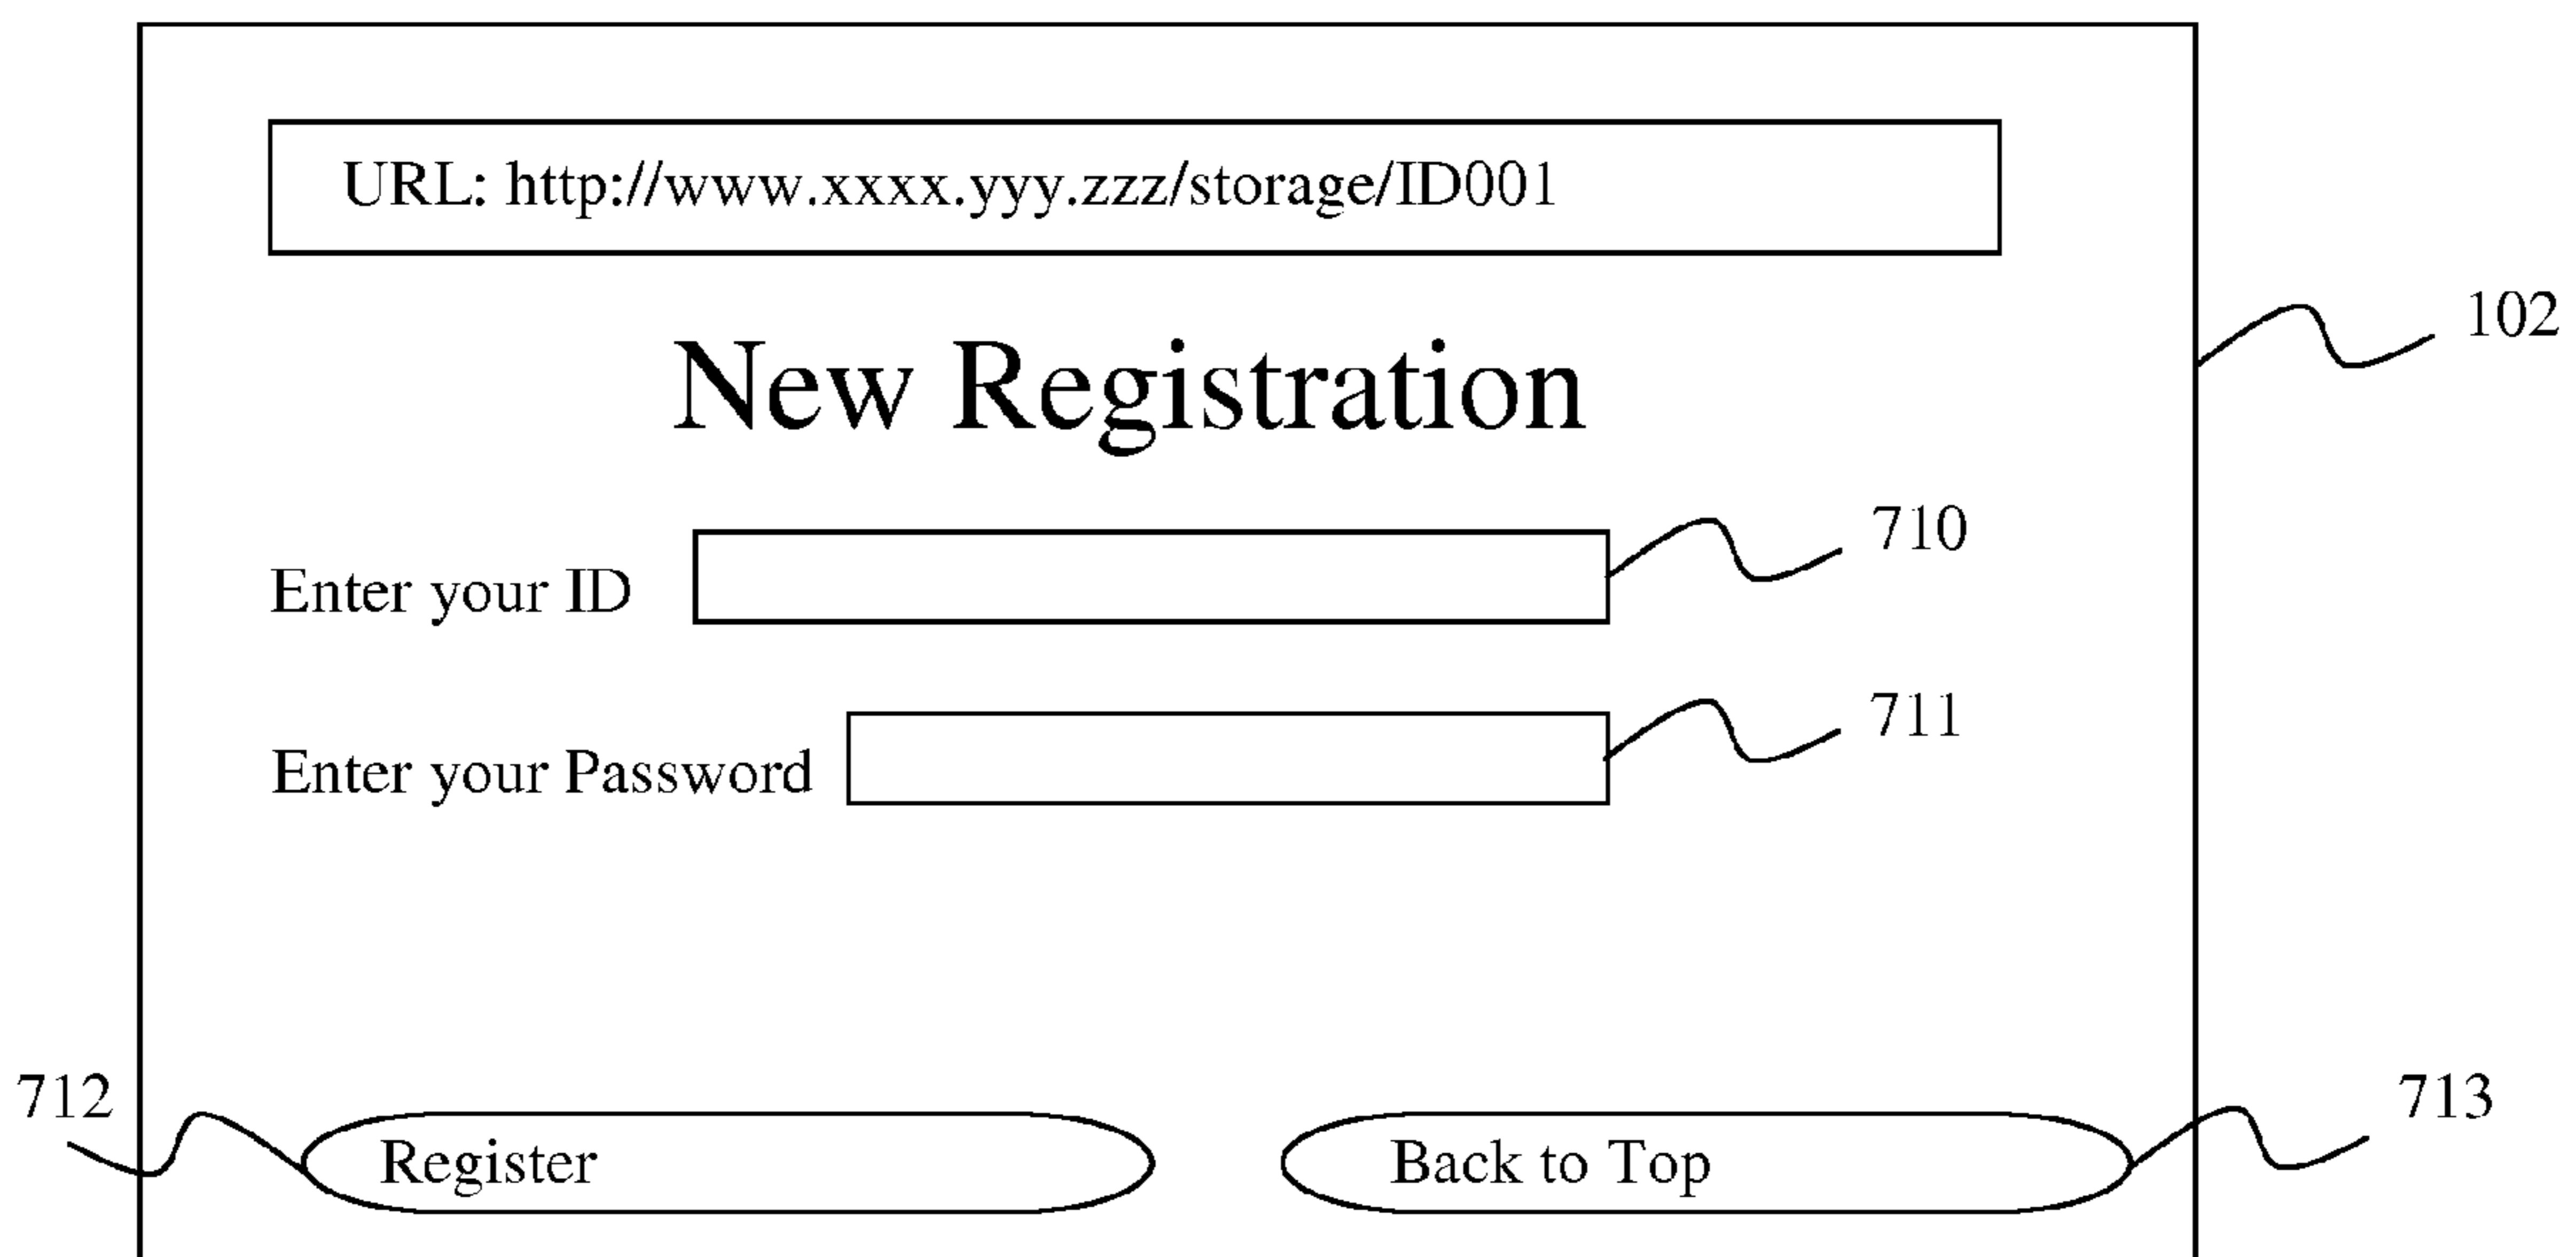 URL: http://www.xxxx.yyy.zzz/storage/ID001
102
New Registration
710
Enter your ID
711
Enter your Password
712
713
Register
Back to Top